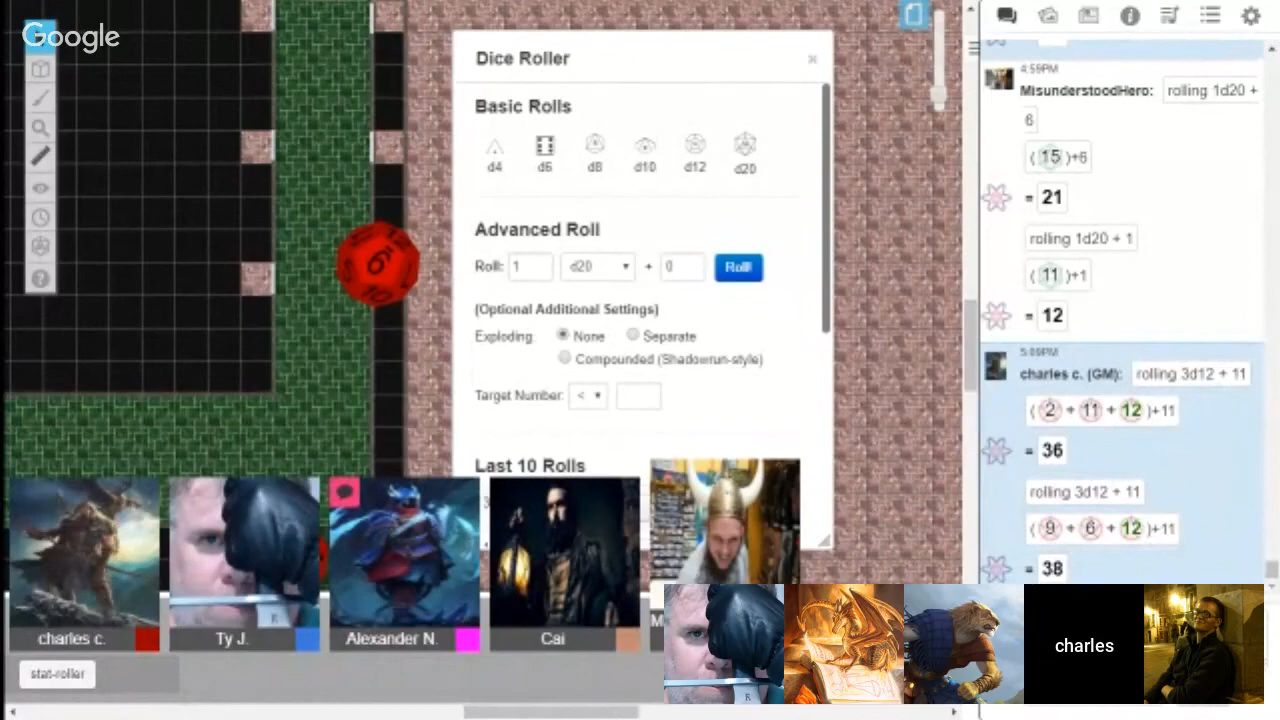 Google
Dice Roller
×
Basic Rolls
d4 d6 d8 d10 d12 d20
Advanced Roll
Roll: 1 d20 + 0 Roll!
(Optional Additional Settings)
Exploding: None Separate
Compounded (Shadowrun-style)
Target Number: <
Last 10 Rolls
6
4:59PM
MisunderstoodHero: rolling 1d20 +
6
(15)+6
= 21
rolling 1d20 + 1
(11)+1
= 12
5:09PM
charles c. (GM): rolling 3d12 + 11
(2+11+12)+11
= 36
rolling 3d12 + 11
(9+6+12)+11
= 38
charles c.
Ty J.
Alexander N.
Cai
M
stat-roller
R
R
charles